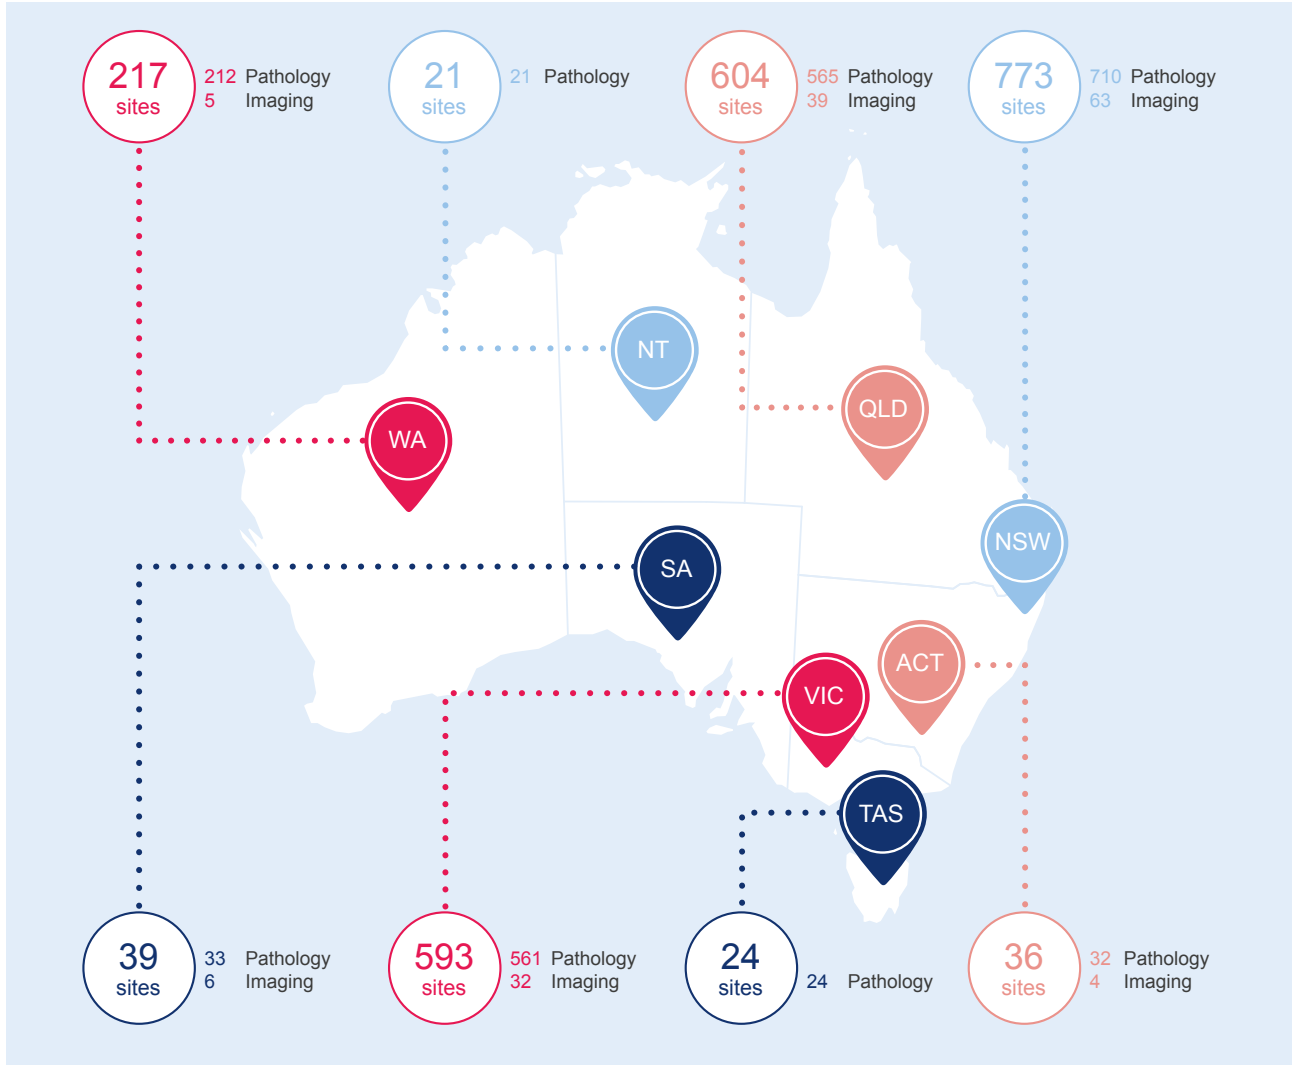 217
sites
212 Pathology
5 Imaging
21
sites
21 Pathology
604
sites
565 Pathology
39 Imaging
773
sites
710 Pathology
63 Imaging
NT
QLD
WA
NSW
SA
ACT
VIC
TAS
39
sites
33 Pathology
6 Imaging
593
sites
561 Pathology
32 Imaging
24
sites
24 Pathology
36
sites
32 Pathology
4 Imaging